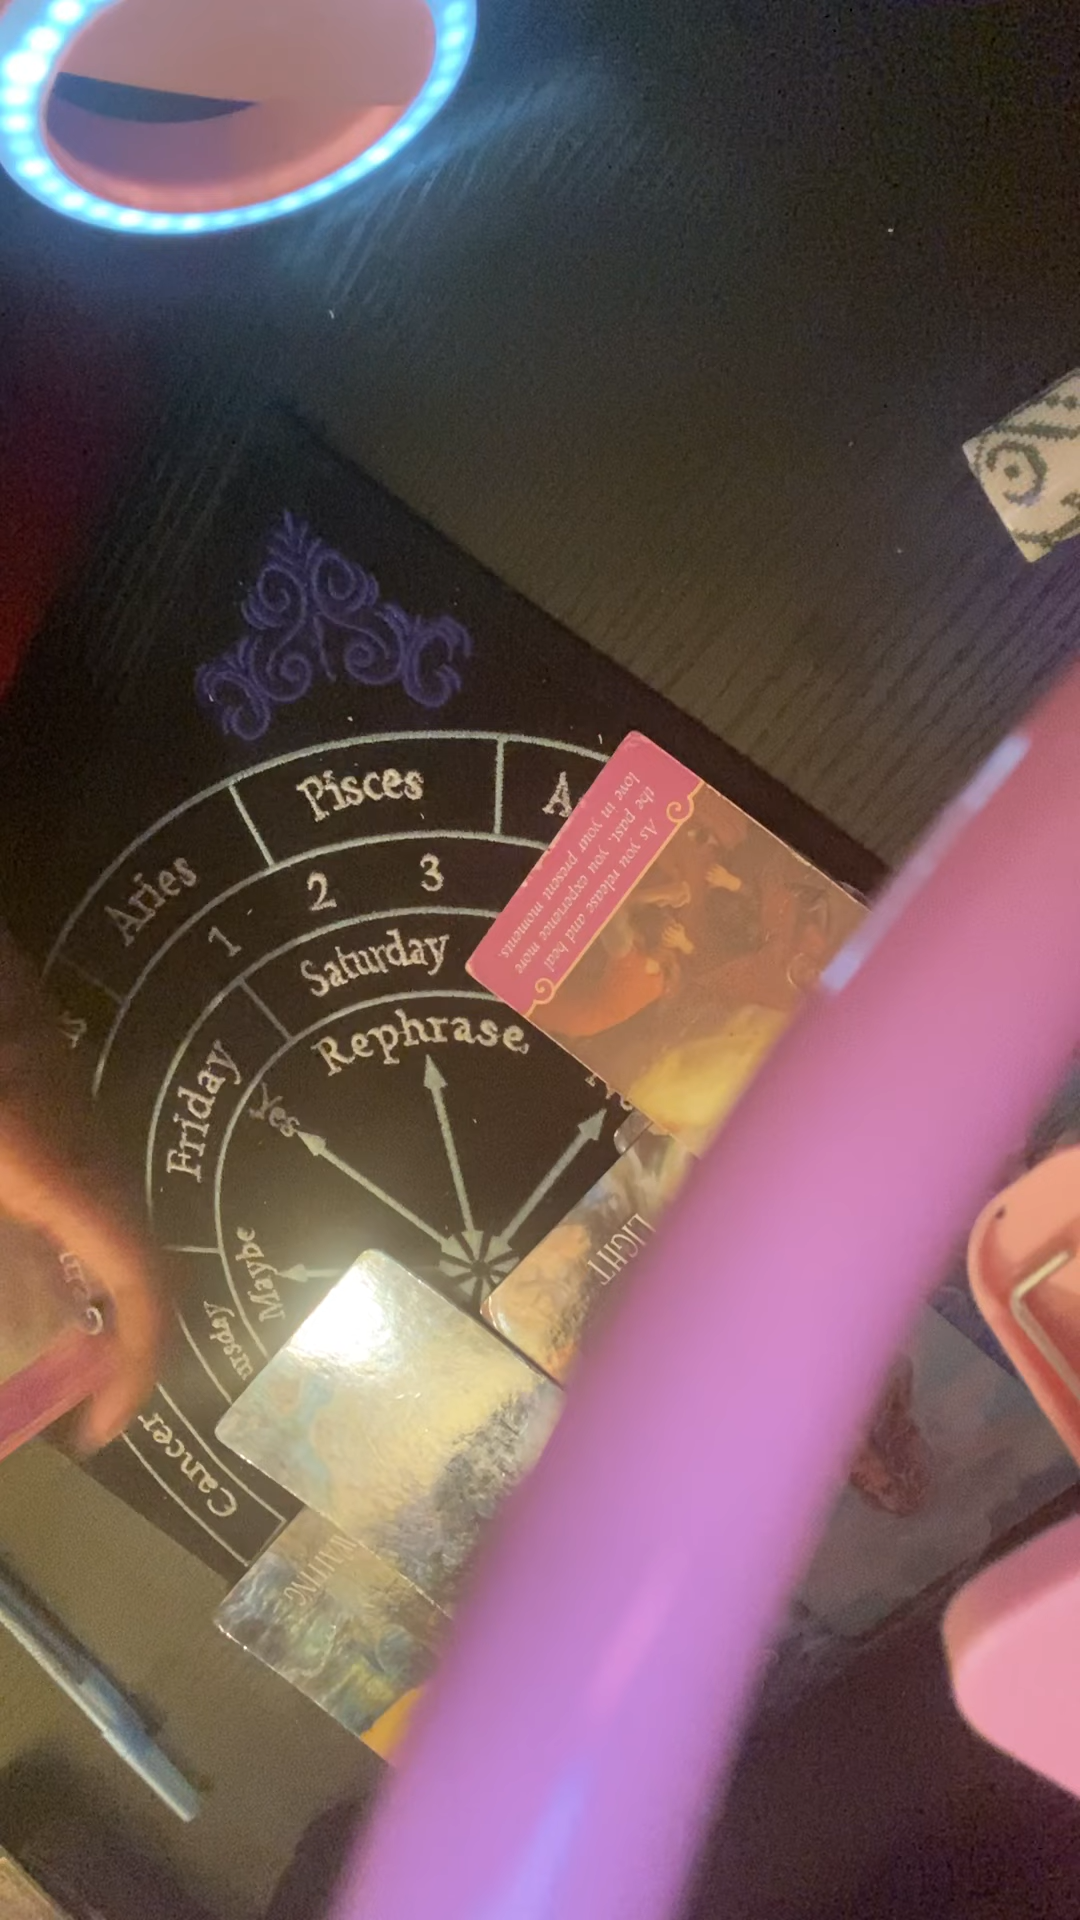 Pisces
Aries
A
1
2
3
Saturday
Friday
Rephrase
Yes
Maybe
Cancer
As you release and heal
the past, you experience more
love in your present moments.
LIGHT